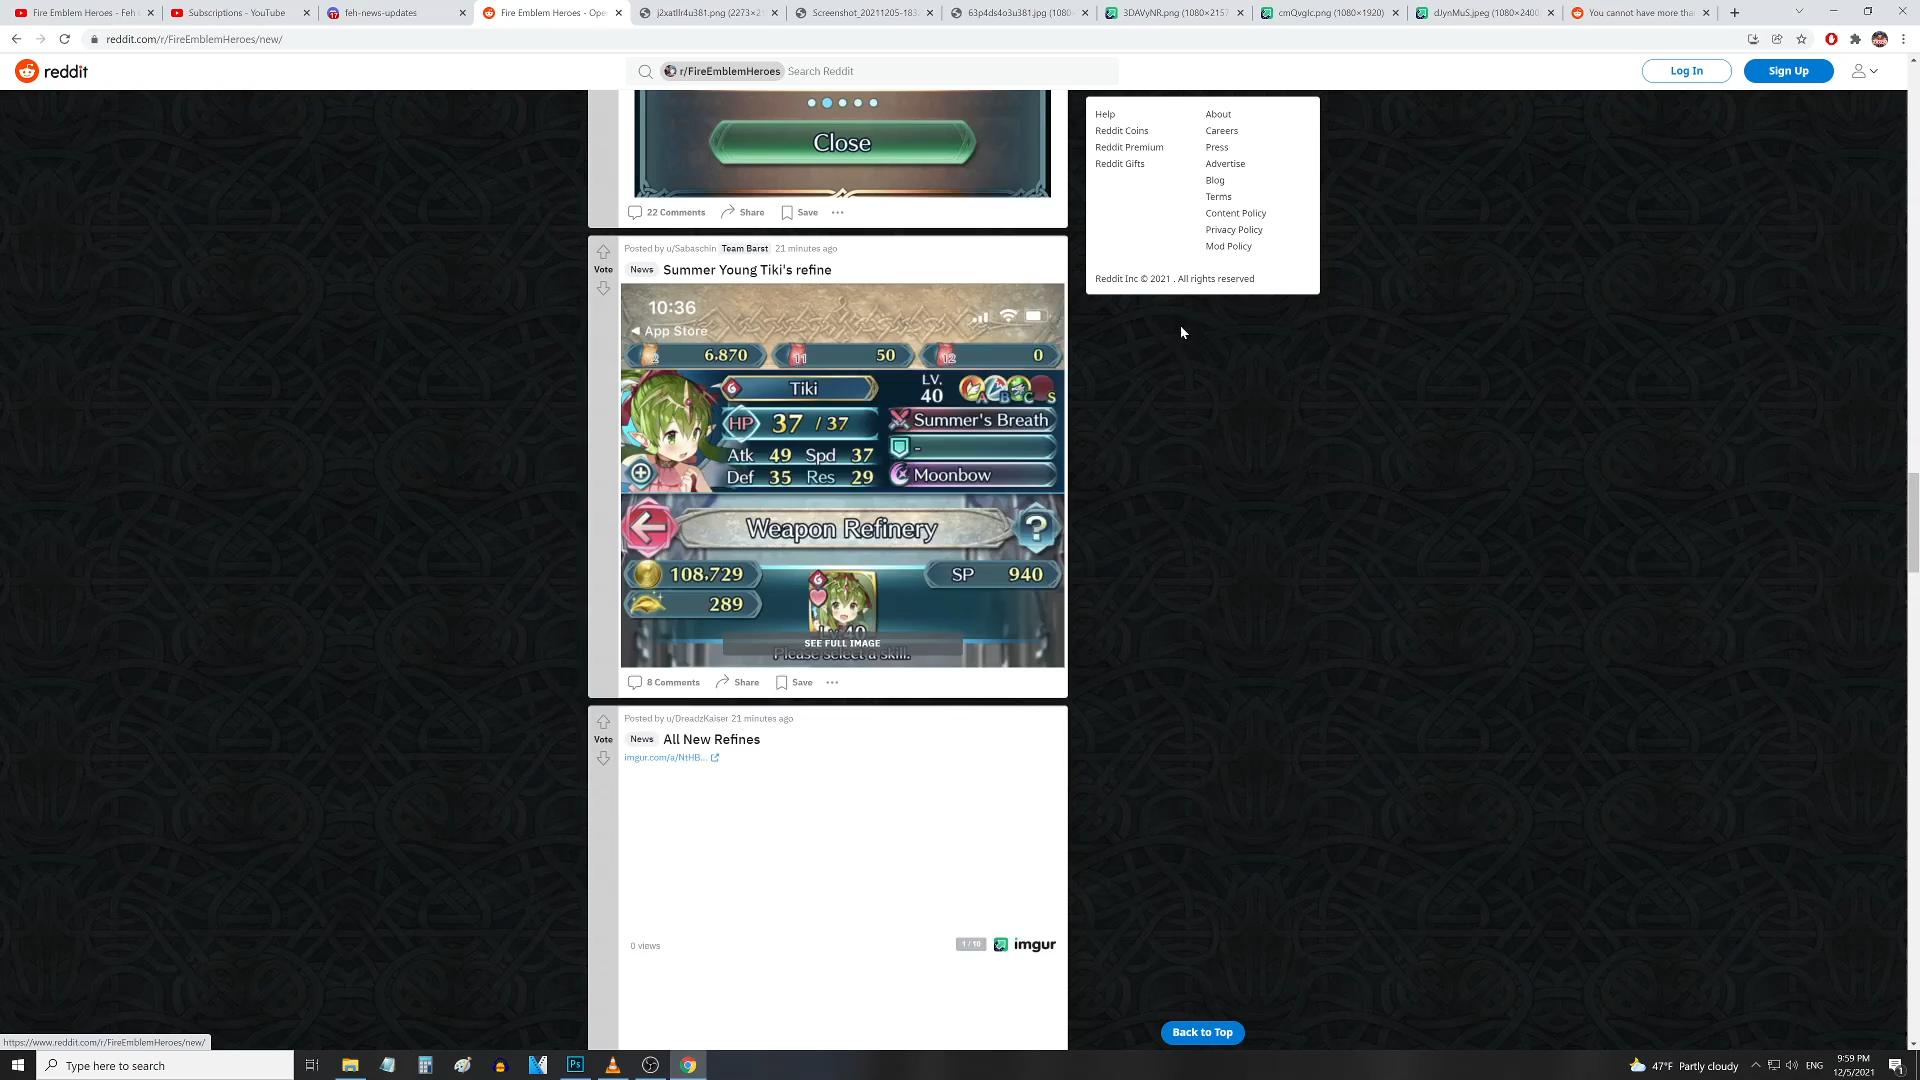 Fire Emblem Heroes - Feh
Subscriptions - YouTube
feh-news-updates
Fire Emblem Heroes - Ope
j2xatllr4u381.png (2273×2
Screenshot_20211205-183
63p4ds4o3u381.jpg (1080×
3DAVyNR.png (1080×2157
cmQvgIc.png (1080×1920)
dJynMuS.jpeg (1080×2400
You cannot have more tha
reddit.com/r/FireEmblemHeroes/new/
reddit
r/FireEmblemHeroes Search Reddit
Log In
Sign Up
Close
22 Comments Share Save
Help
Reddit Coins
Reddit Premium
Reddit Gifts
About
Careers
Press
Advertise
Blog
Terms
Content Policy
Privacy Policy
Mod Policy
Reddit Inc © 2021 . All rights reserved
Vote
Posted by u/Sabaschin Team Barst 21 minutes ago
News Summer Young Tiki's refine
10:36
App Store
2 6,870 11 50 12 0
Tiki LV. 40 A B C S
HP 37 / 37
Atk 49 Spd 37
Def 35 Res 29
Summer's Breath
-
Moonbow
Weapon Refinery ?
108,729 SP 940
289
Lv.40
SEE FULL IMAGE
Please select a skill.
8 Comments Share Save
Vote
Posted by u/DreadzKaiser 21 minutes ago
News All New Refines
imgur.com/a/NtHB...
0 views 1 / 10 imgur
Back to Top
https://www.reddit.com/r/FireEmblemHeroes/new/
Type here to search
Ps
47°F Partly cloudy
ENG
9:59 PM
12/5/2021